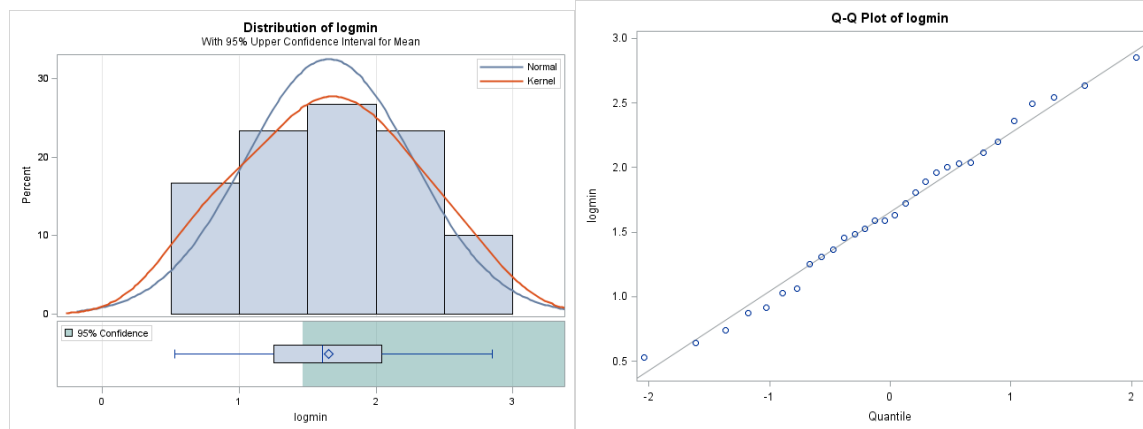 Distribution of logmin
With 95% Upper Confidence Interval for Mean
Normal
Kernel
30
20
10
0
Percent
95% Confidence
0 1 2 3
logmin
Q-Q Plot of logmin
3.0
2.5
2.0
1.5
1.0
0.5
logmin
-2 -1 0 1 2
Quantile